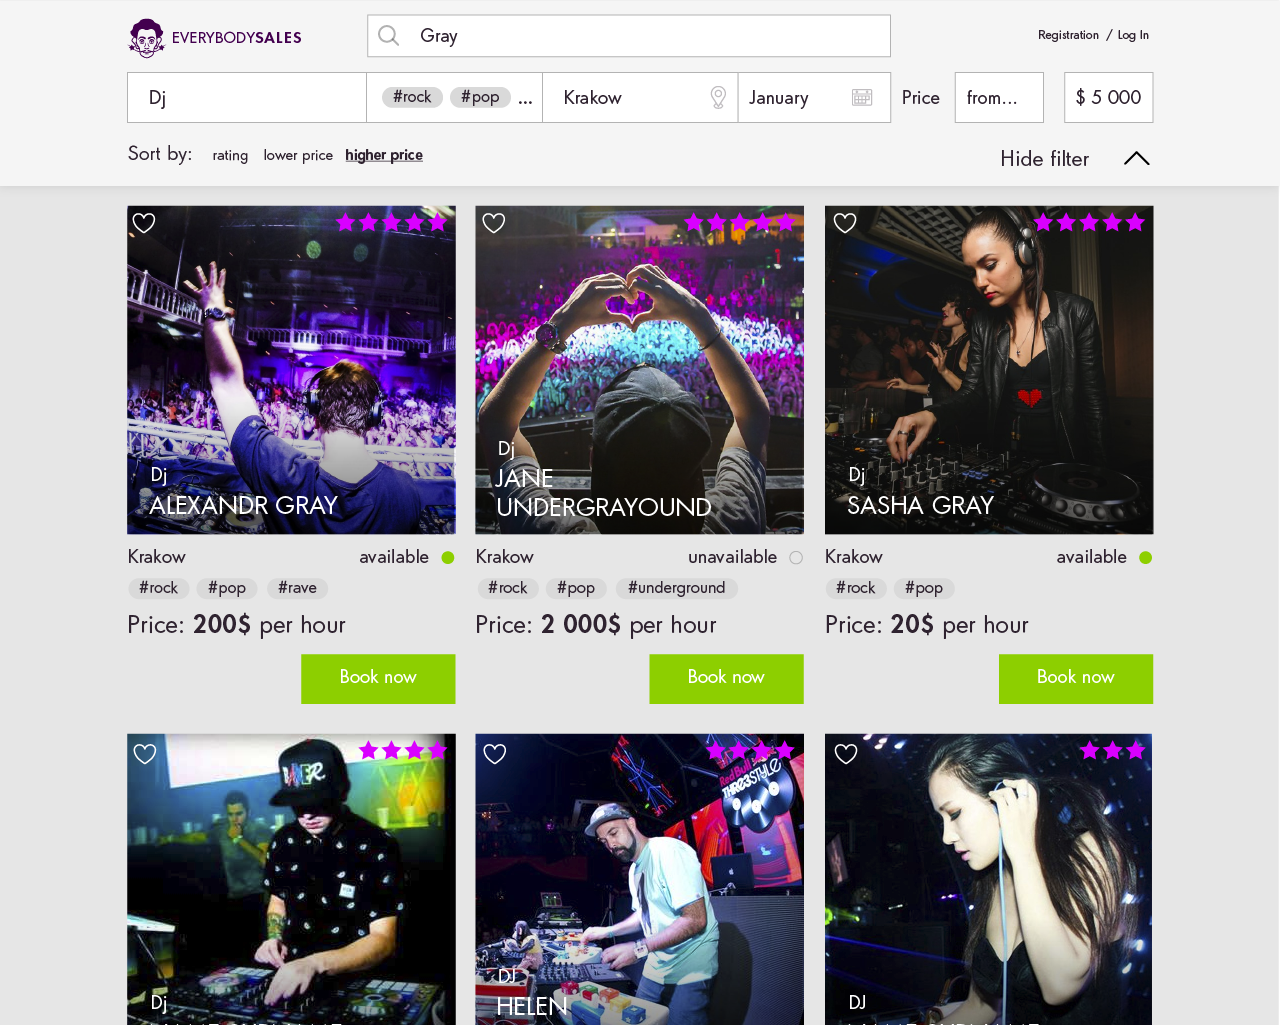 EVERYBODYSALES
Gray
Registration / Log In
Dj
#rock #pop ...
Krakow
January
Price
from...
$ 5 000
Sort by: rating lower price higher price
Hide filter
Dj
ALEXANDR GRAY
Dj
JANE
UNDERGRAYOUND
Dj
SASHA GRAY
Krakow available
#rock #pop #rave
Price: 200$ per hour
Book now
Krakow unavailable
#rock #pop #underground
Price: 2 000$ per hour
Book now
Krakow available
#rock #pop
Price: 20$ per hour
Book now
Dj
Red Bull
THRE3STYLE
DJ
HELEN
DJ